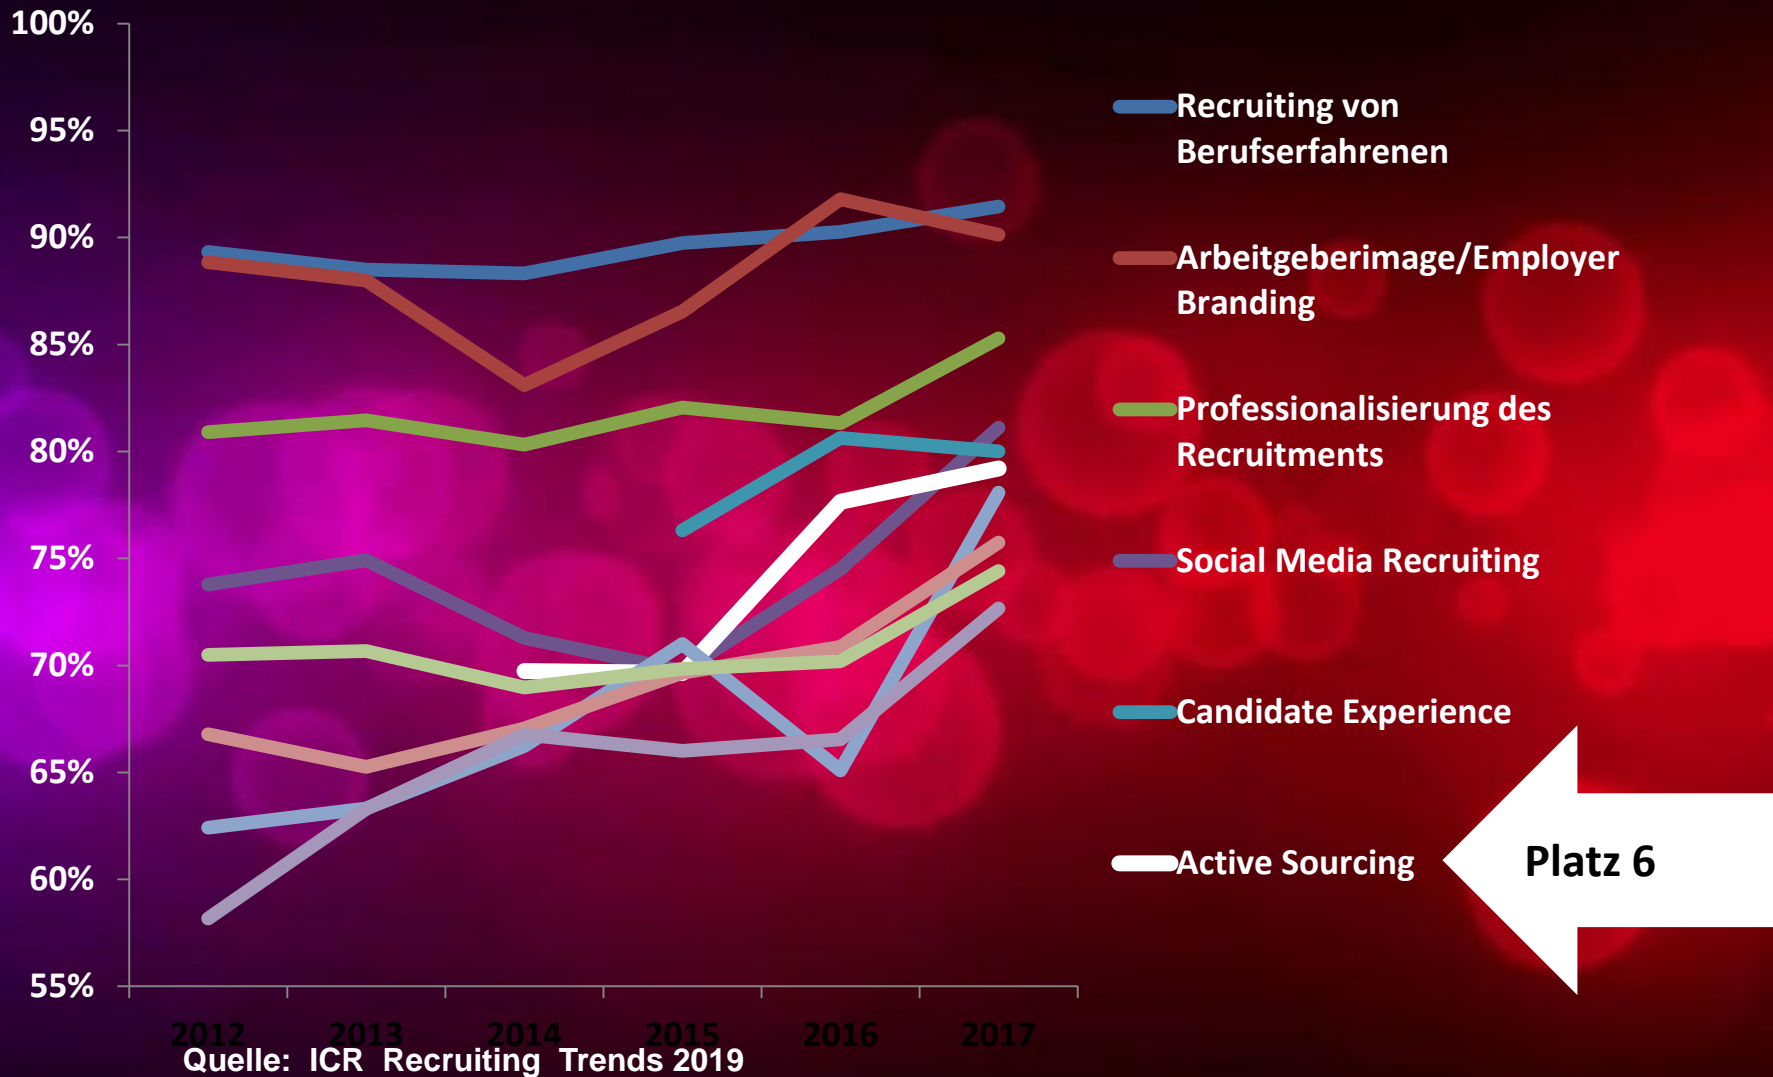 100%
95%
90%
85%
80%
75%
70%
65%
60%
55%
2012 2013 2014 2015 2016 2017
Recruiting von
Berufserfahrenen
Arbeitgeberimage/Employer
Branding
Professionalisierung des
Recruitments
Social Media Recruiting
Candidate Experience
Active Sourcing
Platz 6
Quelle: ICR Recruiting Trends 2019